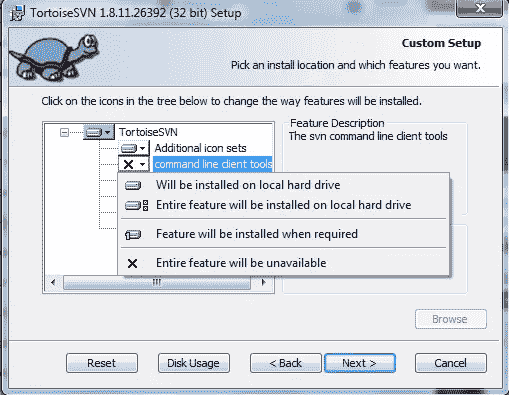 TortoiseSVN 1.8.11.26392 (32 bit) Setup
Custom Setup
Pick an install location and which features you want.
Click on the icons in the tree below to change the way features will be installed.
TortoiseSVN
Additional icon sets
command line client tools
Feature Description
The svn command line client tools
Will be installed on local hard drive
Entire feature will be installed on local hard drive
Feature will be installed when required
Entire feature will be unavailable
Browse
Reset
Disk Usage
< Back
Next >
Cancel